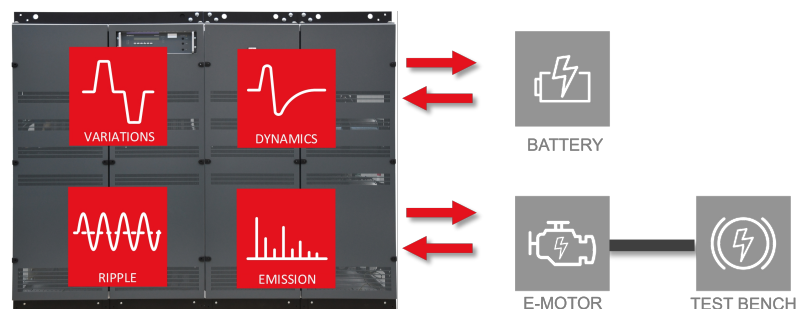 VARIATIONS
DYNAMICS
BATTERY
RIPPLE
EMISSION
E-MOTOR
TEST BENCH